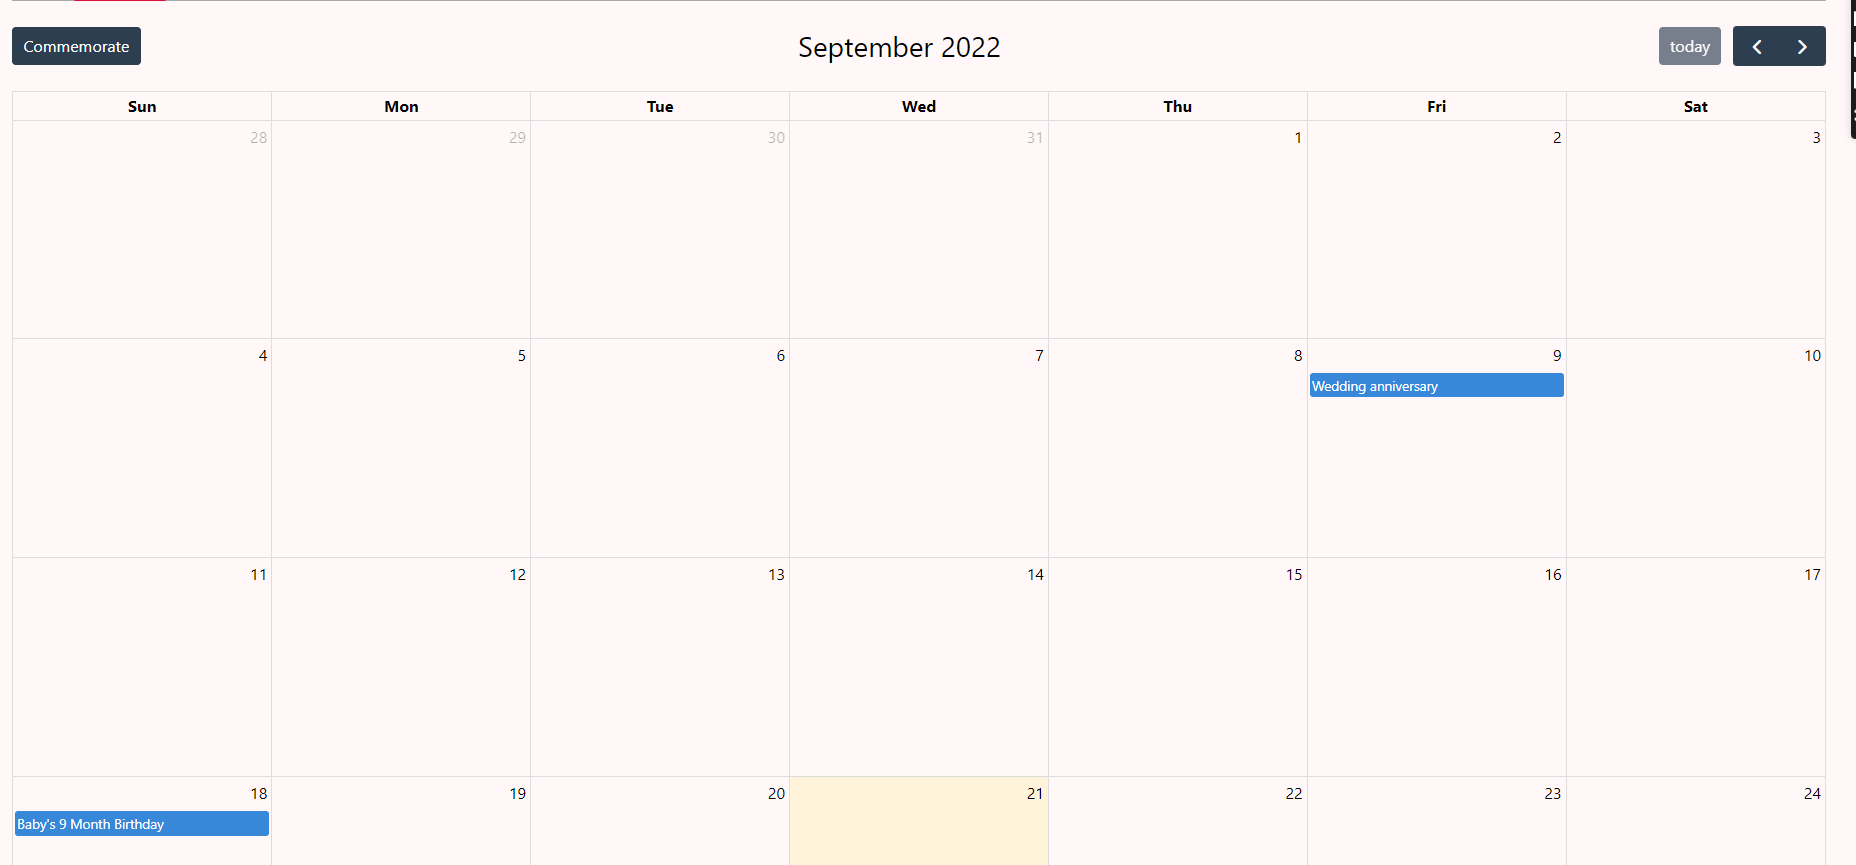 Commemorate
September 2022
today
Sun Mon Tue Wed Thu Fri Sat
28 29 30 31 1 2 3
4 5 6 7 8 9 10
Wedding anniversary
11 12 13 14 15 16 17
18 19 20 21 22 23 24
Baby's 9 Month Birthday